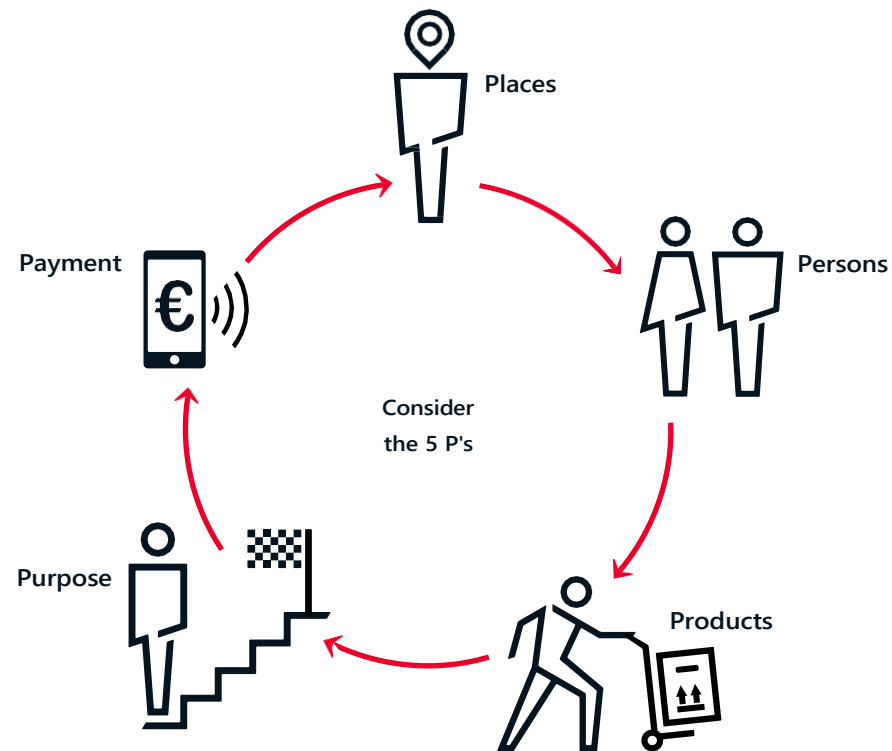 Places
Persons
Products
Purpose
Payment
€
Consider
the 5 P's